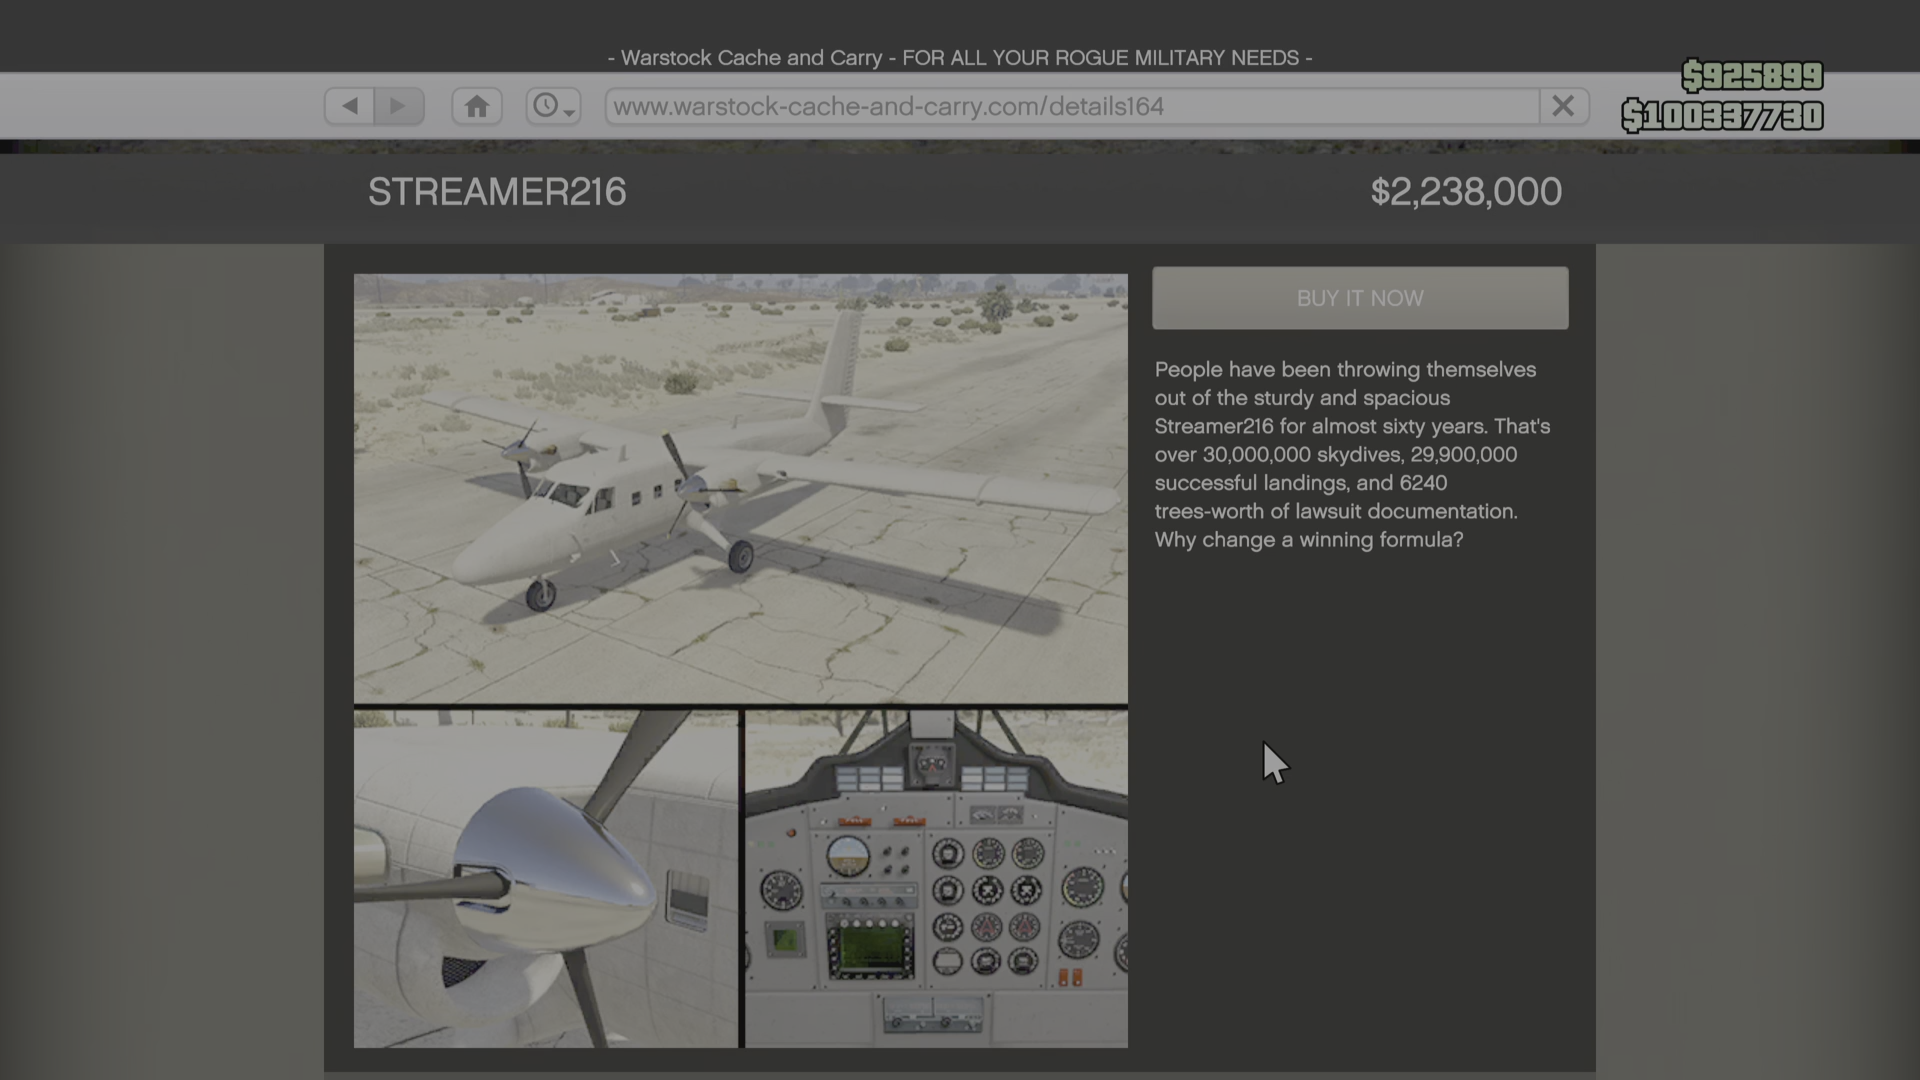 - Warstock Cache and Carry - FOR ALL YOUR ROGUE MILITARY NEEDS -
$925899
www.warstock-cache-and-carry.com/details164
$100337730
STREAMER216
$2,238,000
BUY IT NOW
People have been throwing themselves
out of the sturdy and spacious
Streamer216 for almost sixty years. That's
over 30,000,000 skydives, 29,900,000
successful landings, and 6240
trees-worth of lawsuit documentation.
Why change a winning formula?